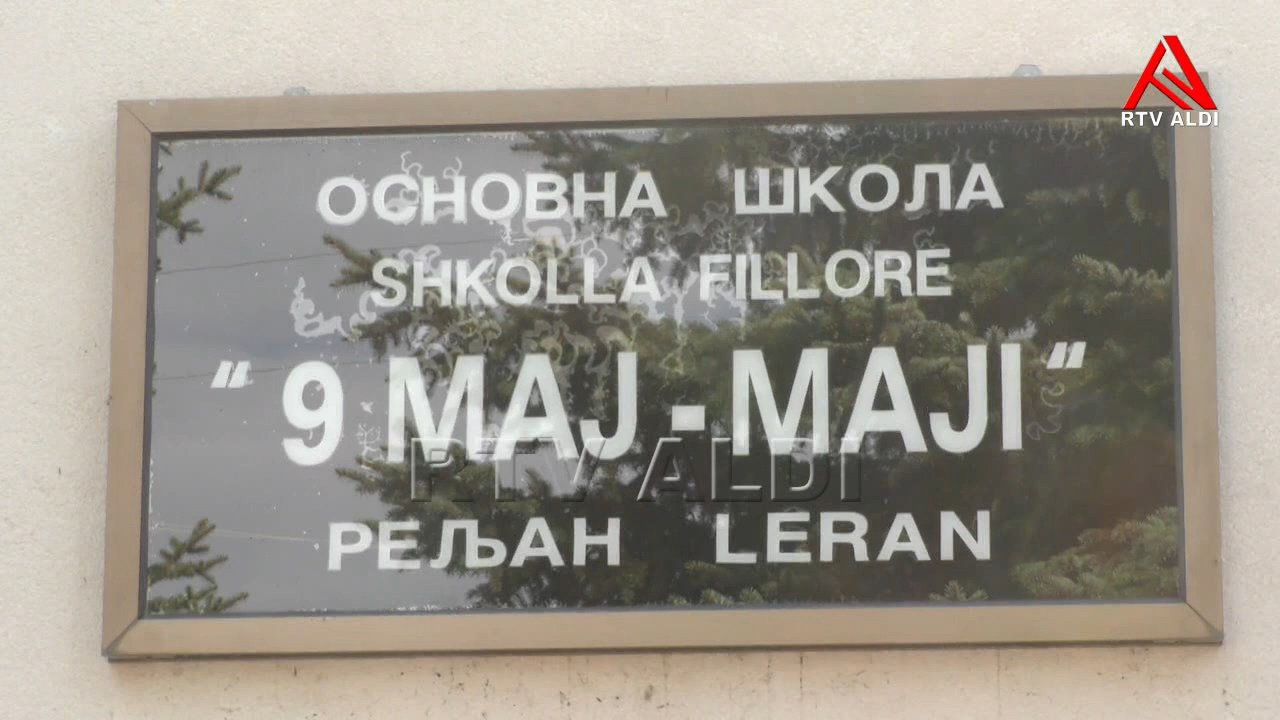 RTV ALDI
ОСНОВНА ШКОЛА
SHKOLLA FILLORE
“ 9 MAJ - MAJI “
РЕЉАН LERAN
RTV ALDI